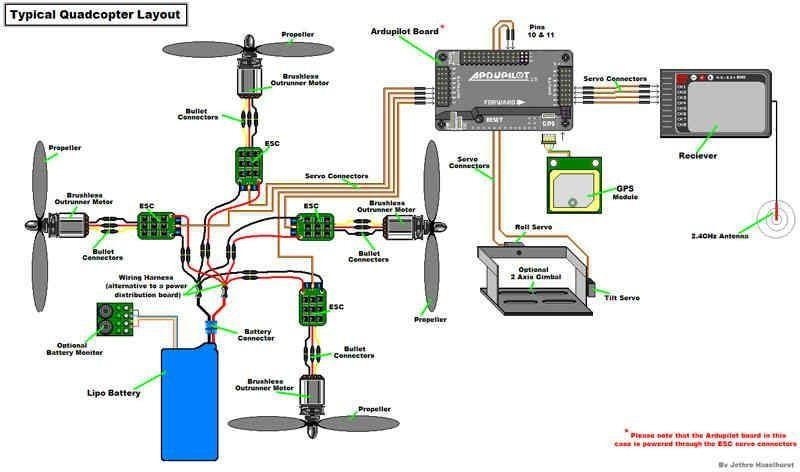 Typical Quadcopter Layout
Propeller
Brushless
Outrunner Motor
Bullet
Connectors
ESC
Ardupilot Board *
Pins
10 & 11
ARDUPILOT
FORWARD
RESET
GPS
Servo Connectors
Reciever
2.4GHz Antenna
GPS
Module
Servo
Connectors
Roll Servo
Optional
2 Axis Gimbal
Tilt Servo
Servo Connectors
Propeller
Brushless
Outrunner Motor
ESC
Bullet
Connectors
ESC
Brushless
Outrunner Motor
Bullet
Connectors
Propeller
Wiring Harness
(alternative to a power
distribution board)
ESC
Battery
Connector
Optional
Battery Monitor
Lipo Battery
Bullet
Connectors
Brushless
Outrunner Motor
Propeller
* Please note that the Ardupilot board in this
case is powered through the ESC servo connectors
By Jethro Hazelhurst